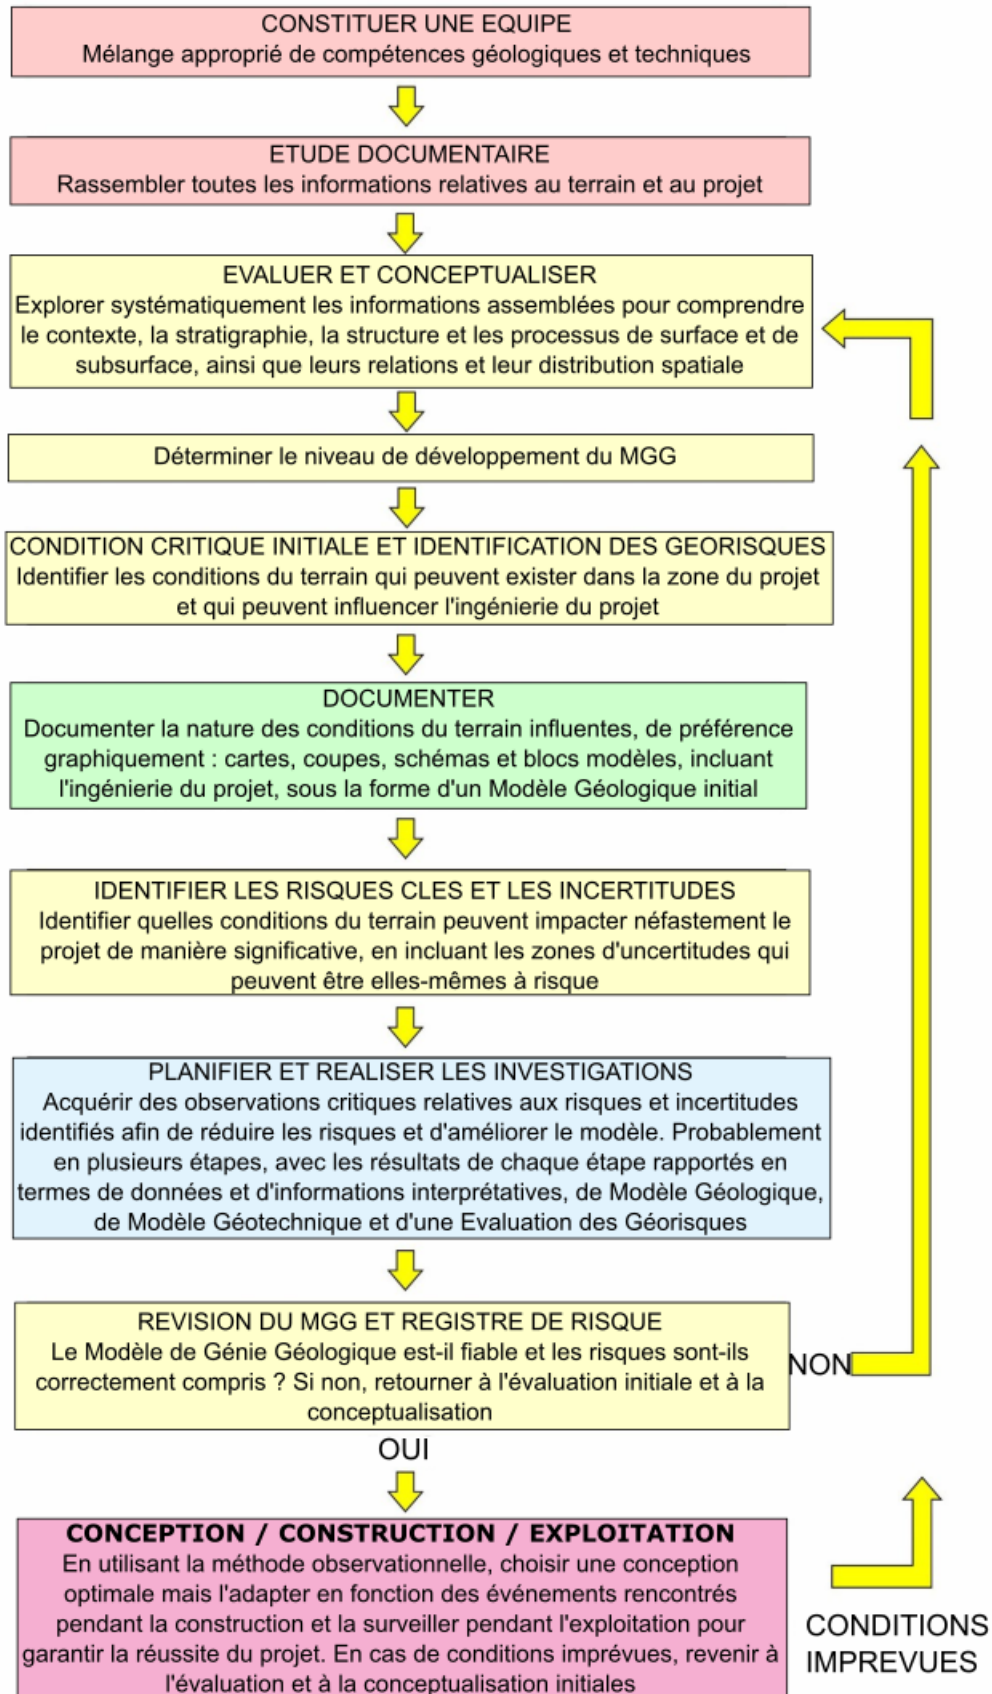 CONSTITUER UNE EQUIPE
Mélange approprié de compétences géologiques et techniques
ETUDE DOCUMENTAIRE
Rassembler toutes les informations relatives au terrain et au projet
EVALUER ET CONCEPTUALISER
Explorer systématiquement les informations assemblées pour comprendre
le contexte, la stratigraphie, la structure et les processus de surface et de
subsurface, ainsi que leurs relations et leur distribution spatiale
Déterminer le niveau de développement du MGG
CONDITION CRITIQUE INITIALE ET IDENTIFICATION DES GEORISQUES
Identifier les conditions du terrain qui peuvent exister dans la zone du projet
et qui peuvent influencer l'ingénierie du projet
DOCUMENTER
Documenter la nature des conditions du terrain influentes, de préférence
graphiquement : cartes, coupes, schémas et blocs modèles, incluant
l'ingénierie du projet, sous la forme d'un Modèle Géologique initial
IDENTIFIER LES RISQUES CLES ET LES INCERTITUDES
Identifier quelles conditions du terrain peuvent impacter néfastement le
projet de manière significative, en incluant les zones d'uncertitudes qui
peuvent être elles-mêmes à risque
PLANIFIER ET REALISER LES INVESTIGATIONS
Acquérir des observations critiques relatives aux risques et incertitudes
identifiés afin de réduire les risques et d'améliorer le modèle. Probablement
en plusieurs étapes, avec les résultats de chaque étape rapportés en
termes de données et d'informations interprétatives, de Modèle Géologique,
de Modèle Géotechnique et d'une Evaluation des Géorisques
REVISION DU MGG ET REGISTRE DE RISQUE
Le Modèle de Génie Géologique est-il fiable et les risques sont-ils
correctement compris ? Si non, retourner à l'évaluation initiale et à la
conceptualisation
NON
OUI
CONCEPTION / CONSTRUCTION / EXPLOITATION
En utilisant la méthode observationnelle, choisir une conception
optimale mais l'adapter en fonction des événements rencontrés
pendant la construction et la surveiller pendant l'exploitation pour
garantir la réussite du projet. En cas de conditions imprévues, revenir à
l'évaluation et à la conceptualisation initiales
CONDITIONS
IMPREVUES